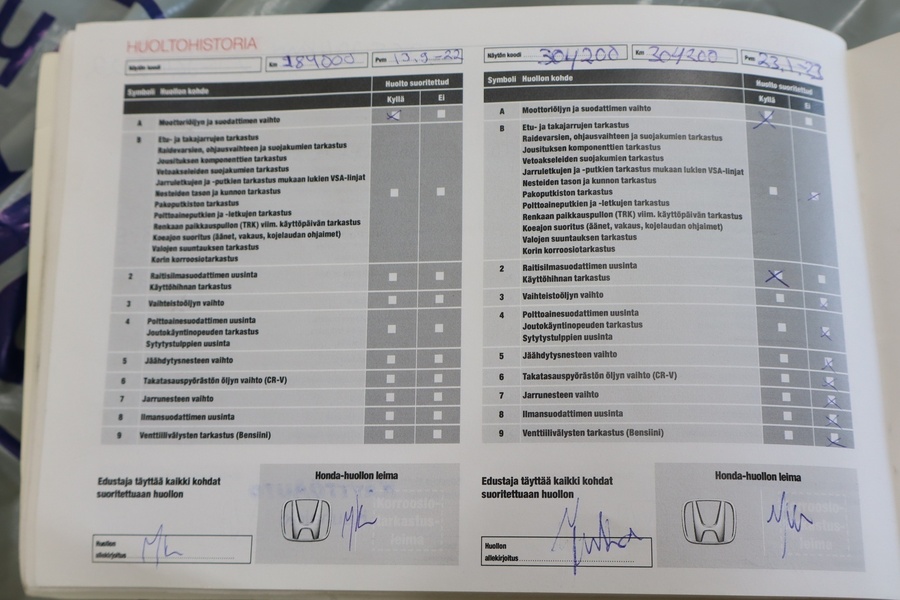 HUOLTOHISTORIA
Näytön koodi
Km 289000
Pvm 19.9-22
Symboli Huollon kohde
Huolto suoritettud
Kyllä Ei
A Moottoriöljyn ja suodattimen vaihto
B Etu- ja takajarrujen tarkastus
Raidevarsien, ohjausvaihteen ja suojakumien tarkastus
Jousituksen komponenttien tarkastus
Vetoakseleiden suojakumien tarkastus
Jarruletkujen ja -putkien tarkastus mukaan lukien VSA-linjat
Nesteiden tason ja kunnon tarkastus
Pakoputkiston tarkastus
Polttoaineputkien ja -letkujen tarkastus
Renkaan paikkauspullon (TRK) viim. käyttöpäivän tarkastus
Koeajon suoritus (äänet, vakaus, kojelaudan ohjaimet)
Valojen suuntauksen tarkastus
Korin korroosiotarkastus
2 Raitisilmasuodattimen uusinta
Käyttöhihnan tarkastus
3 Vaihteistoöljyn vaihto
4 Polttoainesuodattimen uusinta
Joutokäyntinopeuden tarkastus
Sytytystulppien uusinta
5 Jäähdytysnesteen vaihto
6 Takatasauspyörästön öljyn vaihto (CR-V)
7 Jarrunesteen vaihto
8 Ilmansuodattimen uusinta
9 Venttiilivälysten tarkastus (Bensiini)
Edustaja täyttää kaikki kohdat
suoritettuaan huollon
Honda-huollon leima
Huollon
allekirjoitus
Näytön koodi 304200
Km 304200
Pvm 23.1.-23
Symboli Huollon kohde
Huolto suoritettud
Kyllä Ei
A Moottoriöljyn ja suodattimen vaihto
B Etu- ja takajarrujen tarkastus
Raidevarsien, ohjausvaihteen ja suojakumien tarkastus
Jousituksen komponenttien tarkastus
Vetoakseleiden suojakumien tarkastus
Jarruletkujen ja -putkien tarkastus mukaan lukien VSA-linjat
Nesteiden tason ja kunnon tarkastus
Pakoputkiston tarkastus
Polttoaineputkien ja -letkujen tarkastus
Renkaan paikkauspullon (TRK) viim. käyttöpäivän tarkastus
Koeajon suoritus (äänet, vakaus, kojelaudan ohjaimet)
Valojen suuntauksen tarkastus
Korin korroosiotarkastus
2 Raitisilmasuodattimen uusinta
Käyttöhihnan tarkastus
3 Vaihteistoöljyn vaihto
4 Polttoainesuodattimen uusinta
Joutokäyntinopeuden tarkastus
Sytytystulppien uusinta
5 Jäähdytysnesteen vaihto
6 Takatasauspyörästön öljyn vaihto (CR-V)
7 Jarrunesteen vaihto
8 Ilmansuodattimen uusinta
9 Venttiilivälysten tarkastus (Bensiini)
Edustaja täyttää kaikki kohdat
suoritettuaan huollon
Honda-huollon leima
Huollon
allekirjoitus